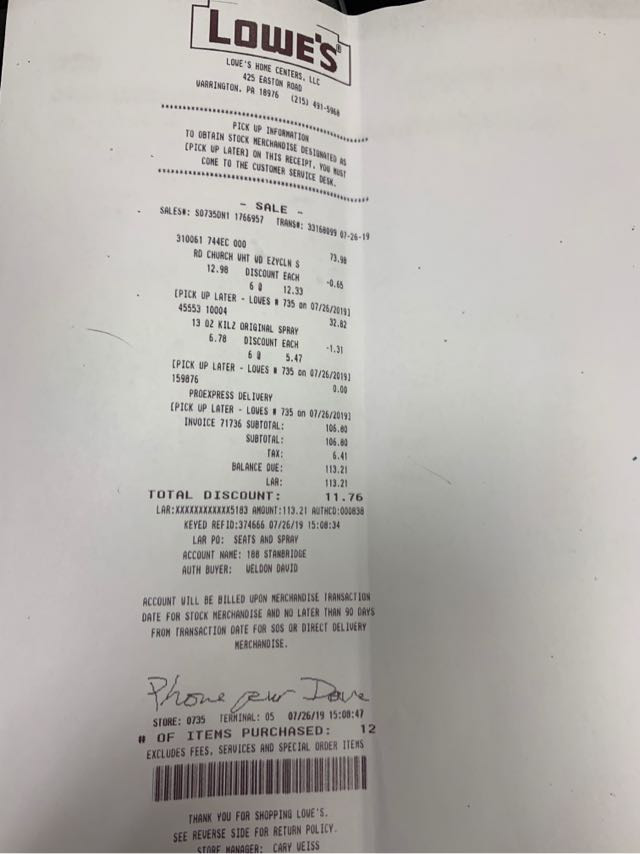 LOWE'S®
LOWE'S HOME CENTERS, LLC
425 EASTON ROAD
WARRINGTON, PA 18976 (215) 491-5960
PICK UP INFORMATION
TO OBTAIN STOCK MERCHANDISE DESIGNATED AS
[PICK UP LATER] ON THIS RECEIPT, YOU MUST
COME TO THE CUSTOMER SERVICE DESK.
- SALE -
SALES#: S0735DN1 1766957 TRANS#: 33168099 07-26-19
310061 744EC 000 73.98
RD CHURCH WHT WD EZYCLN S
12.98 DISCOUNT EACH -0.65
6 @ 12.33
[PICK UP LATER - LOWES # 735 on 07/26/2019]
45553 10004 32.82
13 OZ KILZ ORIGINAL SPRAY
6.78 DISCOUNT EACH -1.31
6 @ 5.47
[PICK UP LATER - LOWES # 735 on 07/26/2019]
159876 0.00
PROEXPRESS DELIVERY
[PICK UP LATER - LOWES # 735 on 07/26/2019]
INVOICE 71736 SUBTOTAL: 106.80
SUBTOTAL: 106.80
TAX: 6.41
BALANCE DUE: 113.21
LAR: 113.21
TOTAL DISCOUNT: 11.76
LAR:XXXXXXXXXXXX5183 AMOUNT:113.21 AUTHCD:000838
KEYED REFID:374666 07/26/19 15:08:34
LAR PO: SEATS AND SPRAY
ACCOUNT NAME: 188 STANBRIDGE
AUTH BUYER: WELDON DAVID
ACCOUNT WILL BE BILLED UPON MERCHANDISE TRANSACTION
DATE FOR STOCK MERCHANDISE AND NO LATER THAN 90 DAYS
FROM TRANSACTION DATE FOR SOS OR DIRECT DELIVERY
MERCHANDISE.
Phone Dave
STORE: 0735 TERMINAL: 05 07/26/19 15:08:47
# OF ITEMS PURCHASED: 12
EXCLUDES FEES, SERVICES AND SPECIAL ORDER ITEMS
THANK YOU FOR SHOPPING LOWE'S.
SEE REVERSE SIDE FOR RETURN POLICY.
STORE MANAGER: CARY WEISS